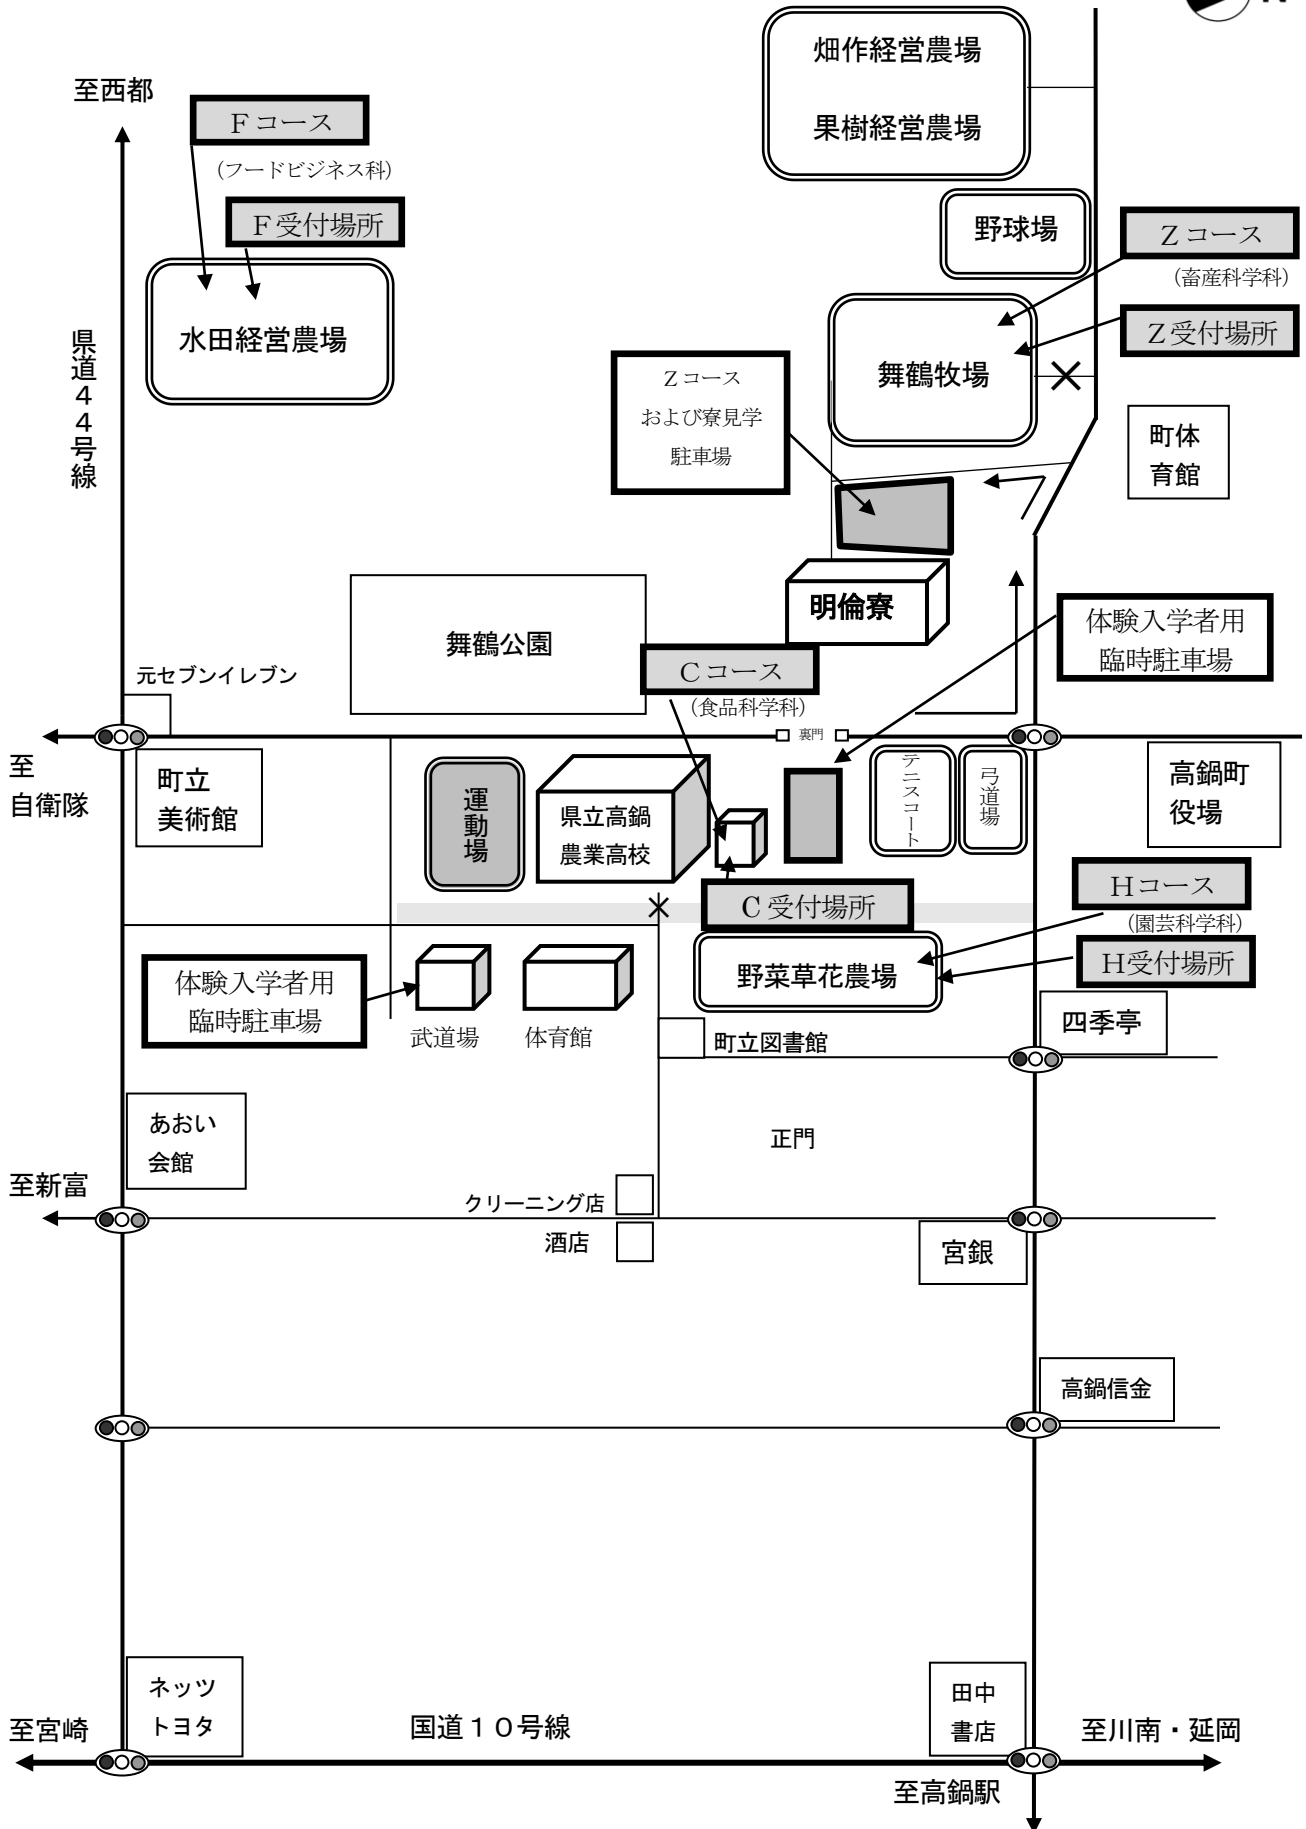 N
畑作経営農場
果樹経営農場
至西都
Ｆコース
（フードビジネス科）
Ｆ受付場所
野球場
Ｚコース
（畜産科学科）
Ｚ受付場所
水田経営農場
県道４４号線
舞鶴牧場
Ｚコース
および寮見学
駐車場
町体
育館
明倫寮
体験入学者用
臨時駐車場
舞鶴公園
Ｃコース
（食品科学科）
元セブンイレブン
裏門
至
自衛隊
町立
美術館
運動場
県立高鍋
農業高校
テニスコート
弓道場
高鍋町
役場
Ｈコース
（園芸科学科）
Ｃ受付場所
Ｈ受付場所
野菜草花農場
体験入学者用
臨時駐車場
武道場
体育館
町立図書館
四季亭
あおい
会館
正門
至新富
クリーニング店
酒店
宮銀
高鍋信金
ネッツ
トヨタ
田中
書店
至宮崎
国道１０号線
至川南・延岡
至高鍋駅